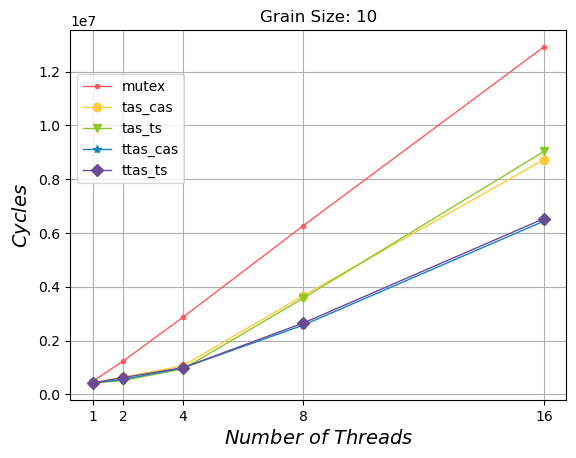 Grain Size: 10
1e7
1.2
1.0
0.8
0.6
0.4
0.2
0.0
Cycles
mutex
tas_cas
tas_ts
ttas_cas
ttas_ts
1 2 4 8 16
Number of Threads